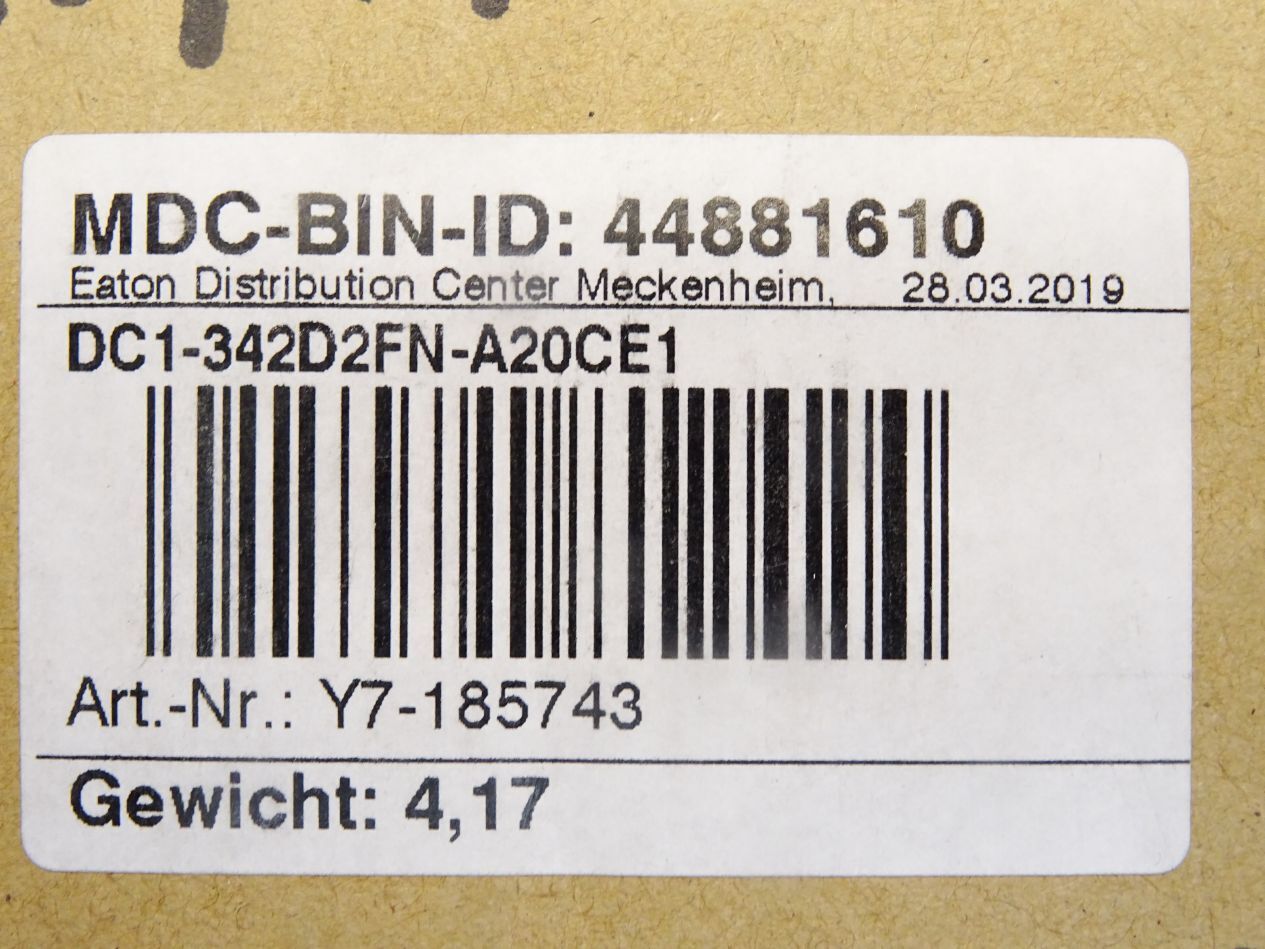 MDC-BIN-ID: 44881610
Eaton Distribution Center Meckenheim, 28.03.2019
DC1-342D2FN-A20CE1
Art.-Nr.: Y7-185743
Gewicht: 4,17